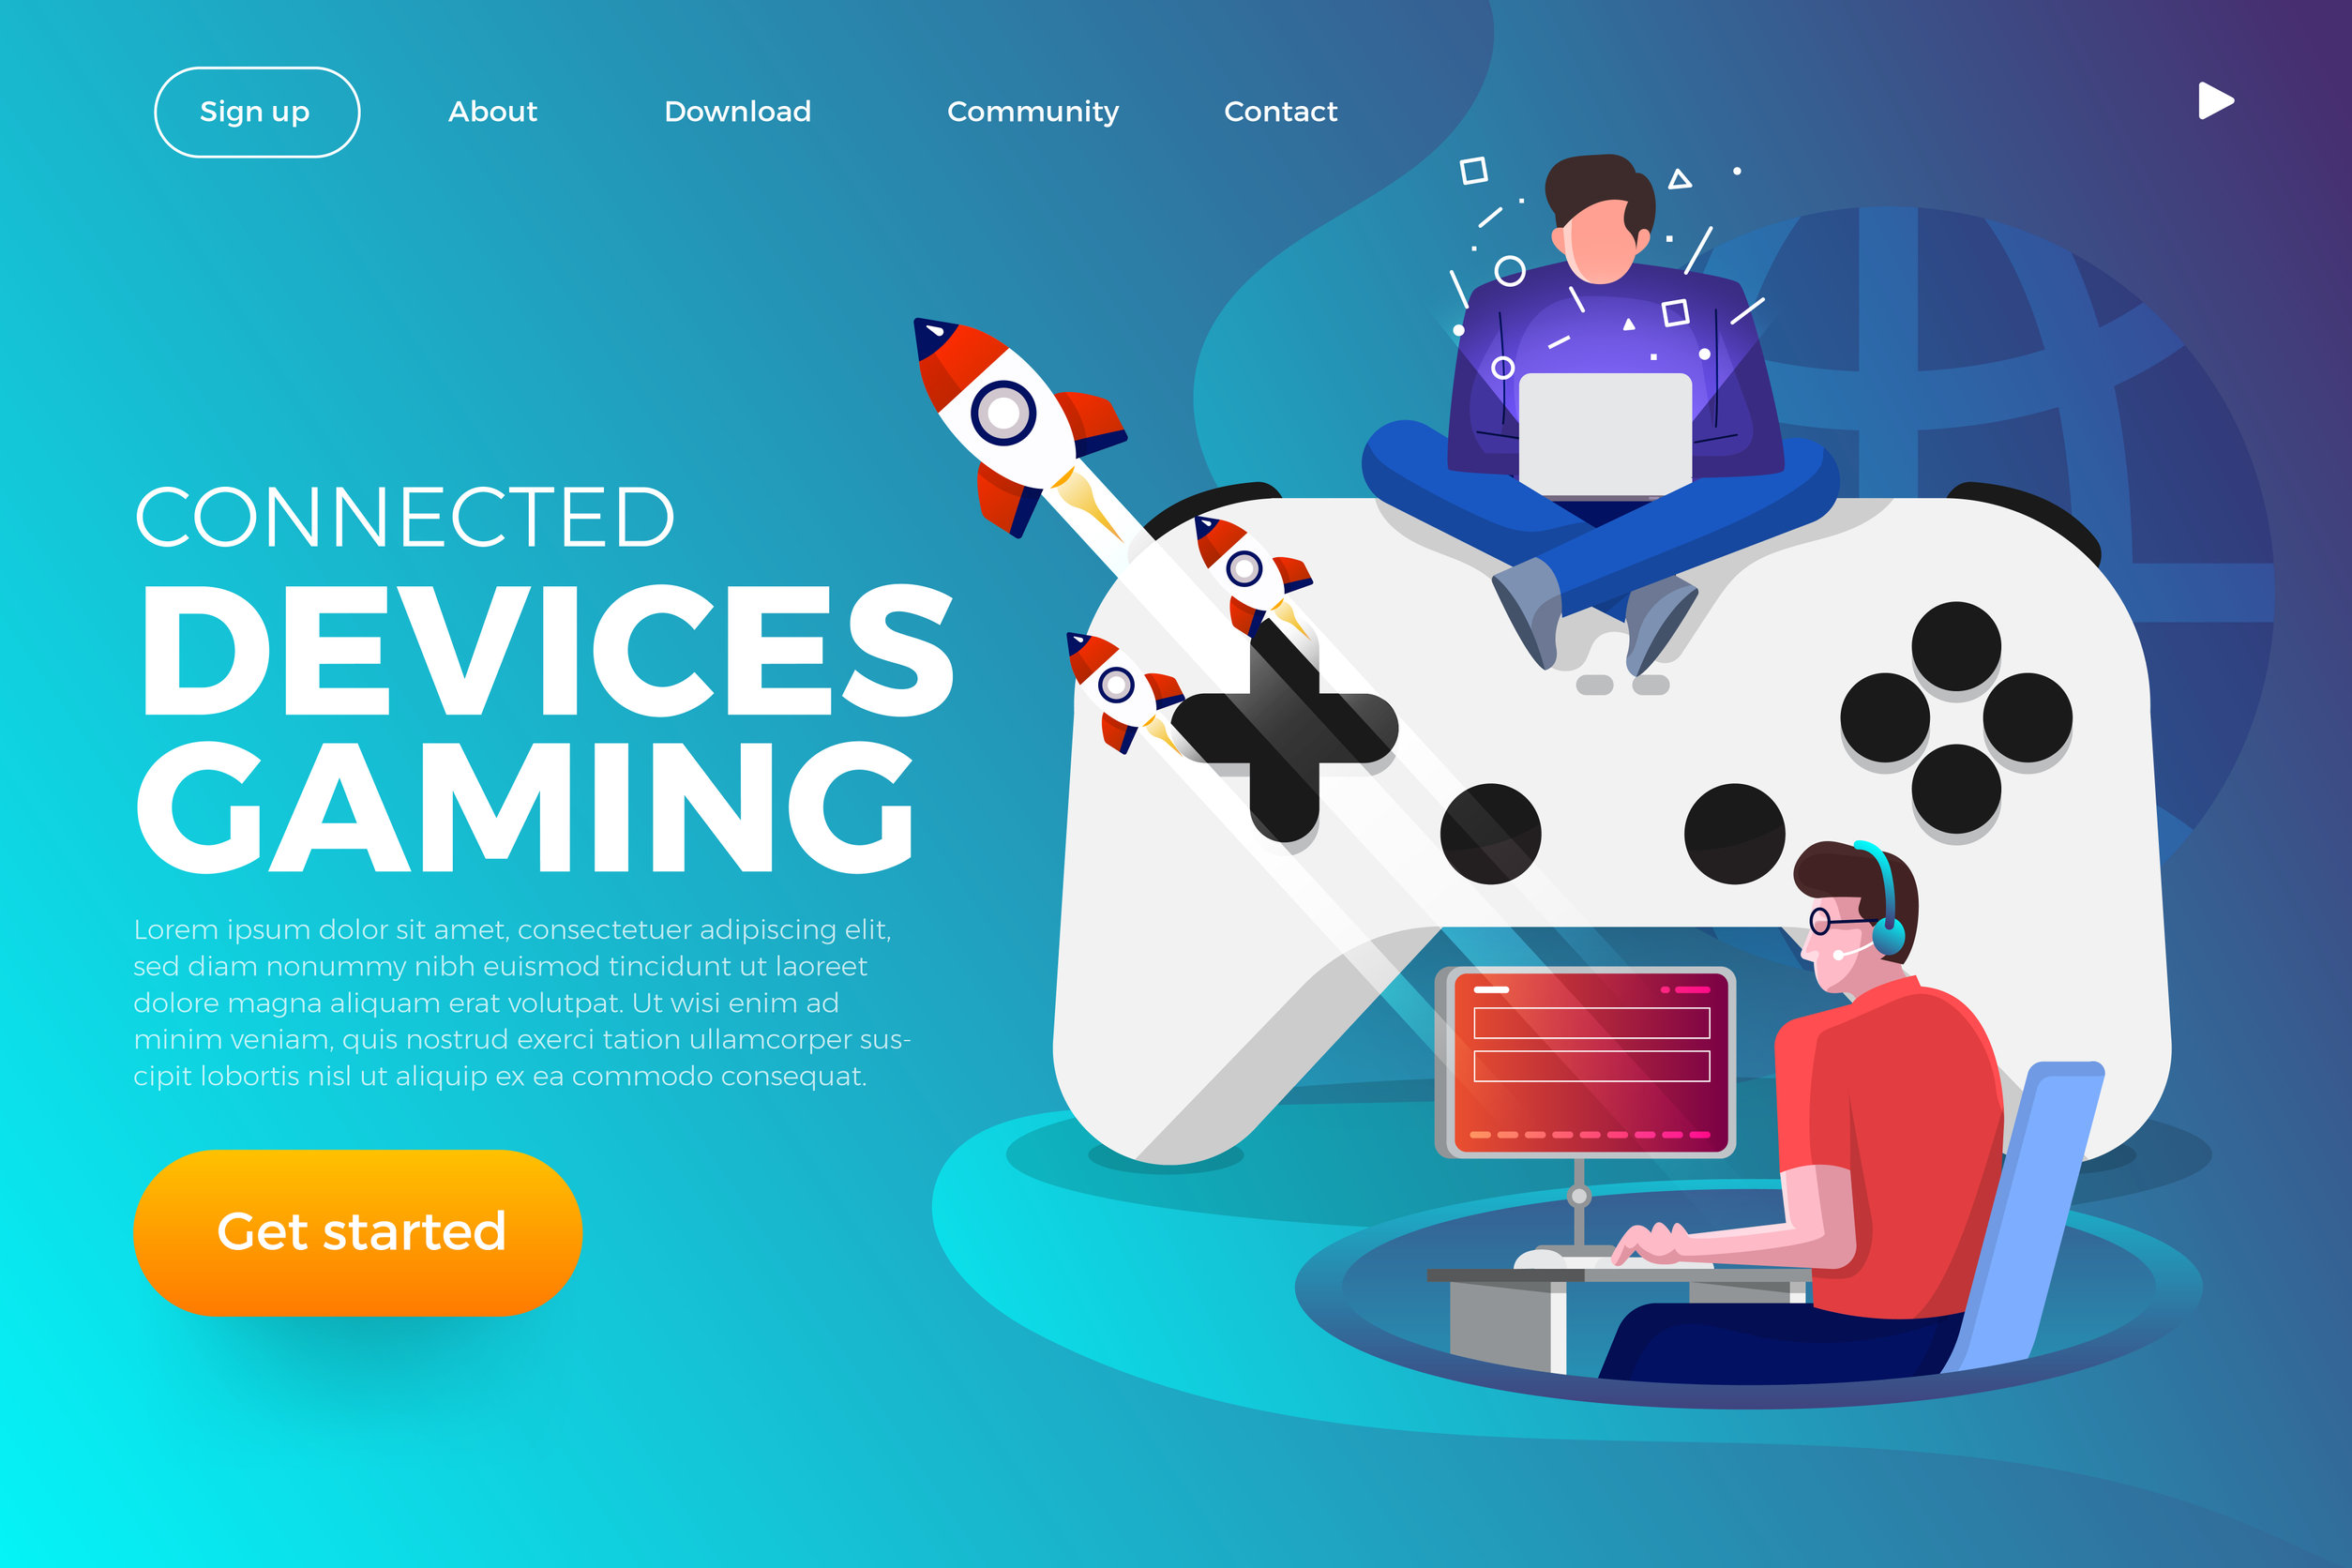 Sign up About Download Community Contact
CONNECTED
DEVICES
GAMING
Lorem ipsum dolor sit amet, consectetuer adipiscing elit,
sed diam nonummy nibh euismod tincidunt ut laoreet
dolore magna aliquam erat volutpat. Ut wisi enim ad
minim veniam, quis nostrud exerci tation ullamcorper sus-
cipit lobortis nisl ut aliquip ex ea commodo consequat.
Get started